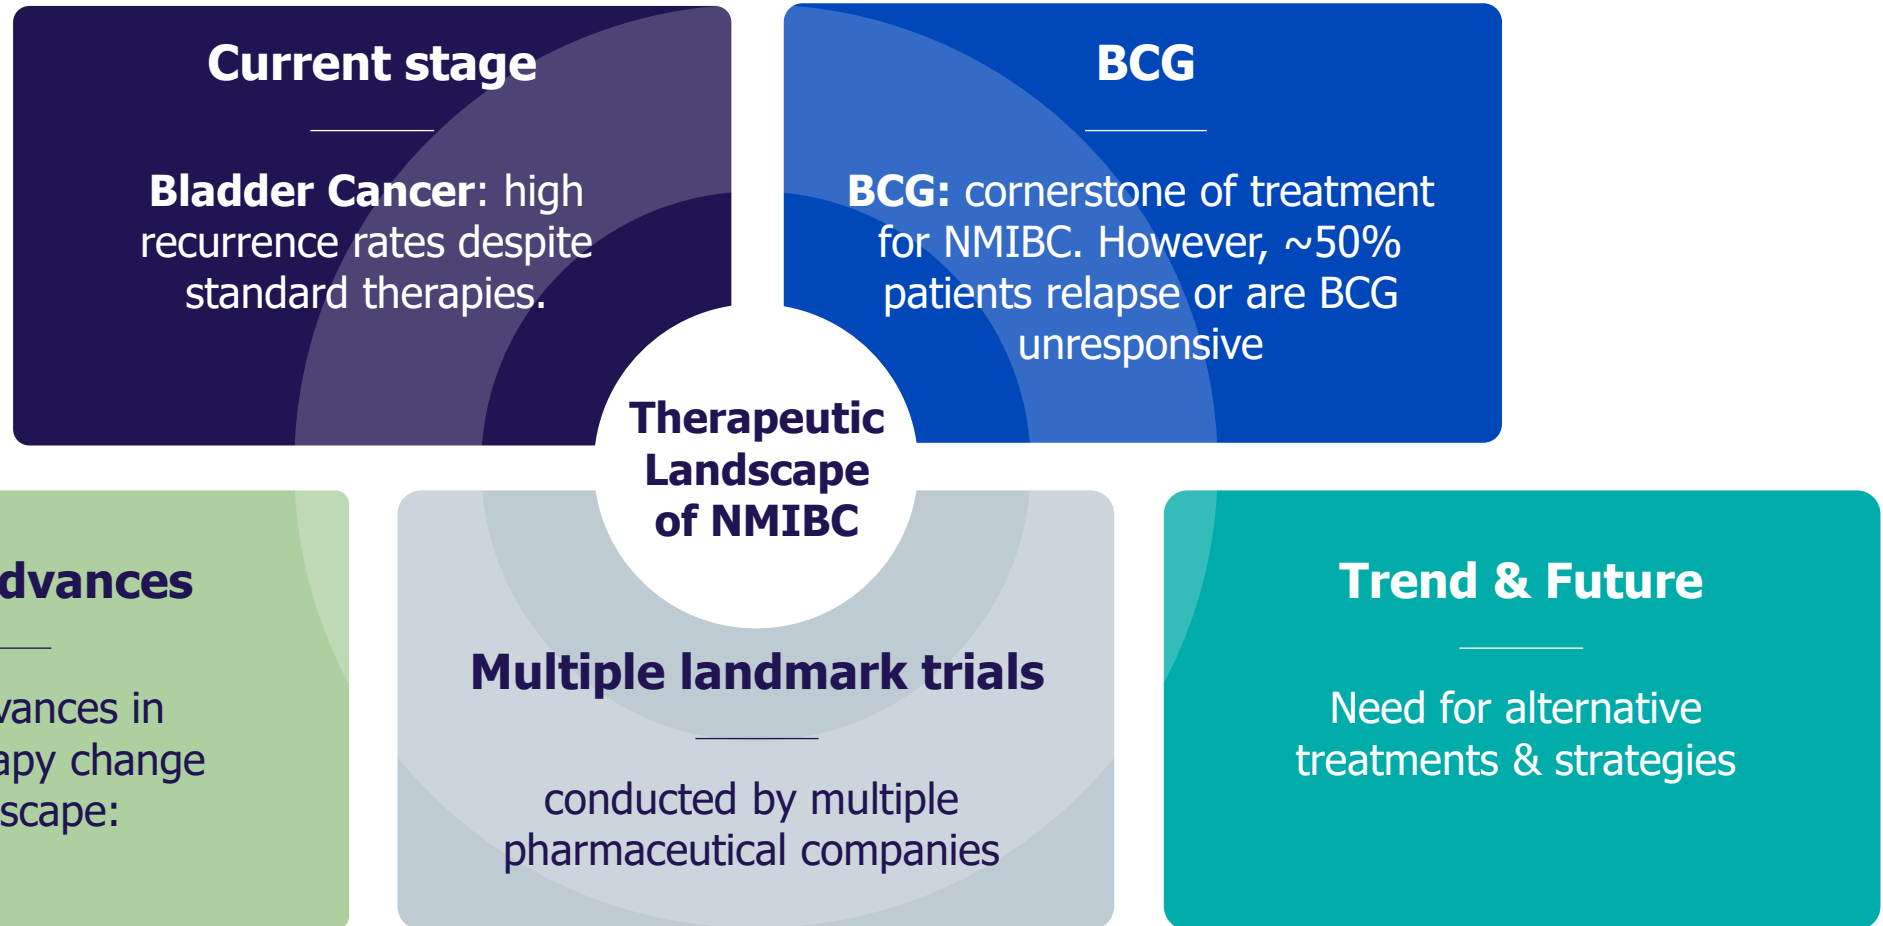 Current stage
Bladder Cancer: high
recurrence rates despite
standard therapies.
BCG
BCG: cornerstone of treatment
for NMIBC. However, ~50%
patients relapse or are BCG
unresponsive
Therapeutic
Landscape
of NMIBC
dvances
vances in
apy change
scape:
Multiple landmark trials
conducted by multiple
pharmaceutical companies
Trend & Future
Need for alternative
treatments & strategies